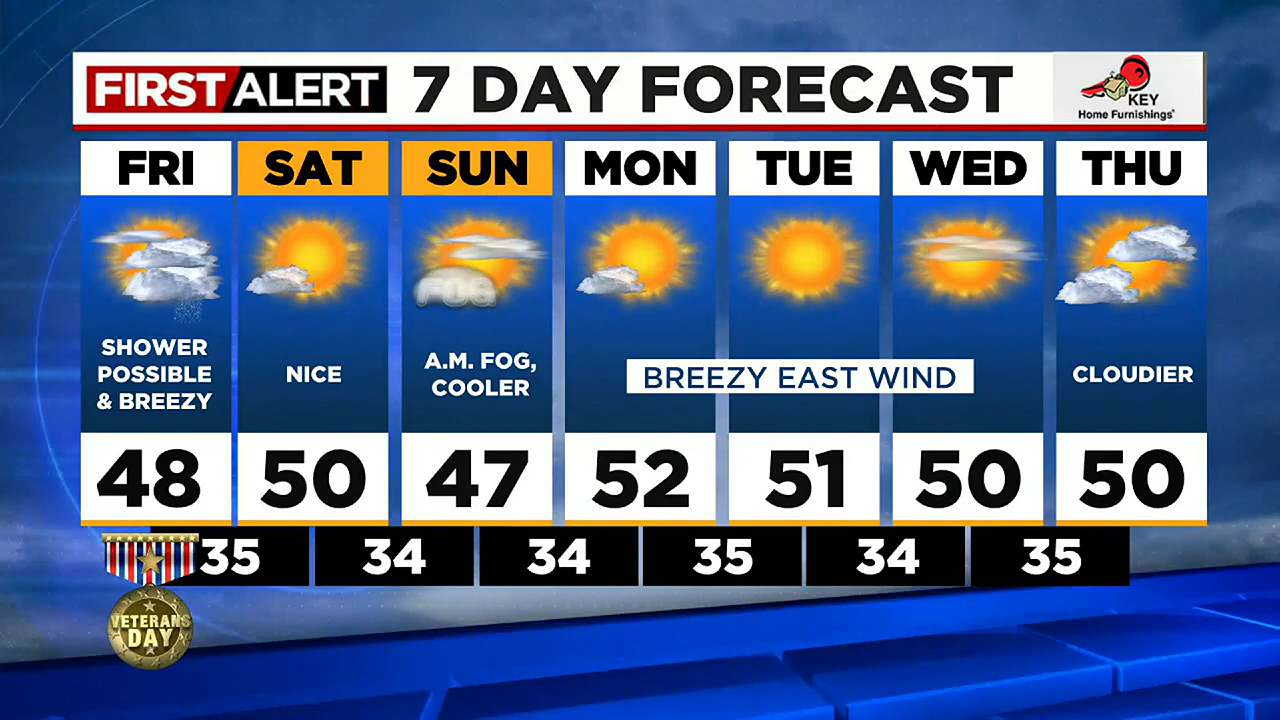 FIRST ALERT 7 DAY FORECAST
KEY
Home Furnishings®
FRI SAT SUN MON TUE WED THU
FOG
SHOWER
POSSIBLE
& BREEZY
NICE
A.M. FOG,
COOLER
BREEZY EAST WIND
CLOUDIER
48 50 47 52 51 50 50
35 34 34 35 34 35
VETERANS
DAY